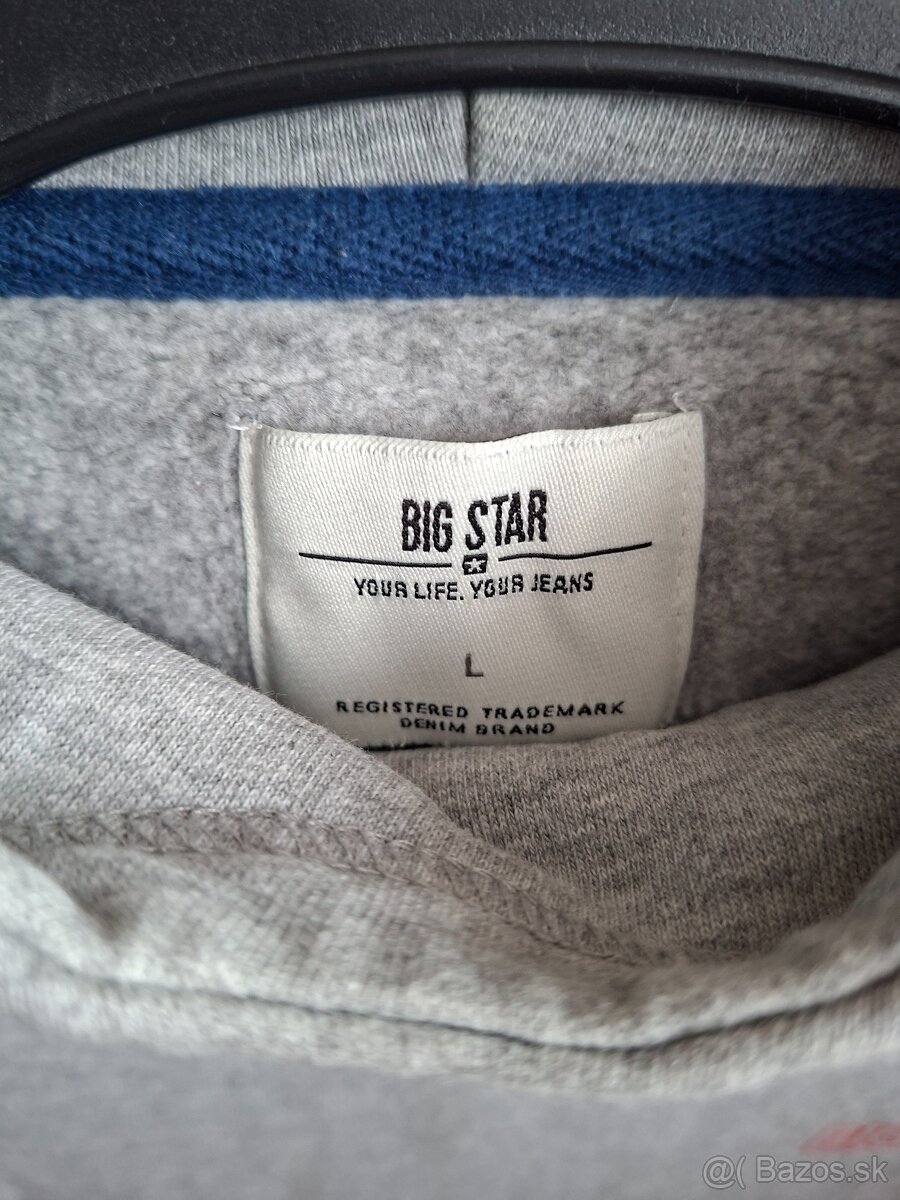 BIG STAR
YOUR LIFE. YOUR JEANS
L
REGISTERED TRADEMARK
DENIM BRAND
@( Bazos.sk